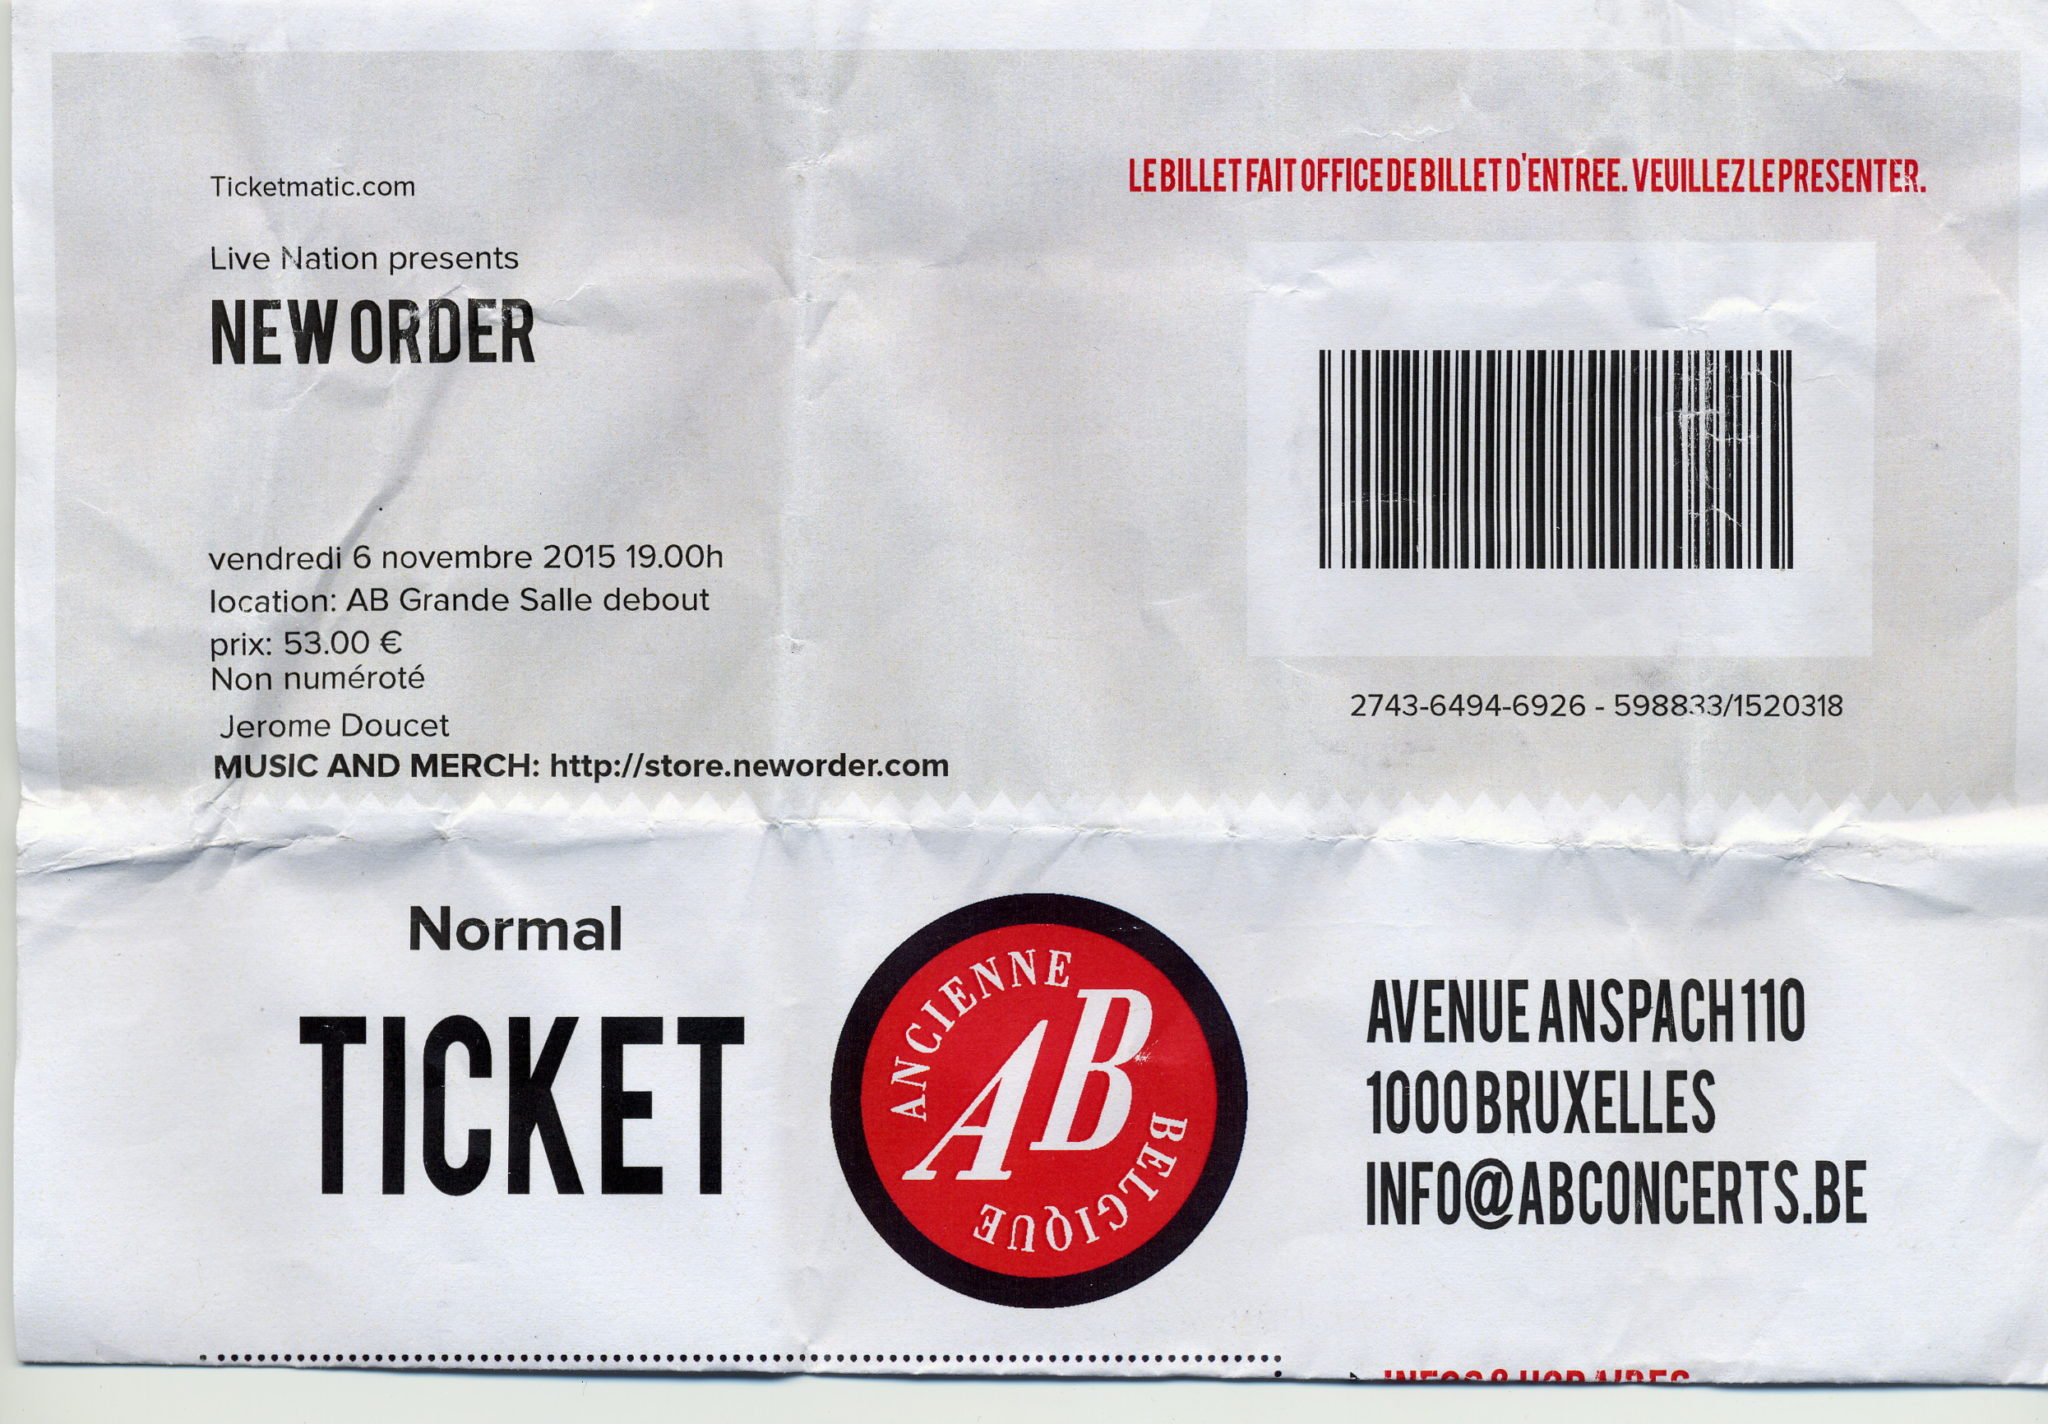 Ticketmatic.com
LE BILLET FAIT OFFICE DE BILLET D'ENTREE. VEUILLEZ LE PRESENTER.
Live Nation presents
NEW ORDER
vendredi 6 novembre 2015 19.00h
location: AB Grande Salle debout
prix: 53.00 €
Non numéroté
Jerome Doucet
MUSIC AND MERCH: http://store.neworder.com
2743-6494-6926 - 598833/1520318
Normal
TICKET
ANCIENNE
AB
BELGIQUE
AVENUE ANSPACH 110
1000 BRUXELLES
INFO@ABCONCERTS.BE
INFOS & HORAIRES